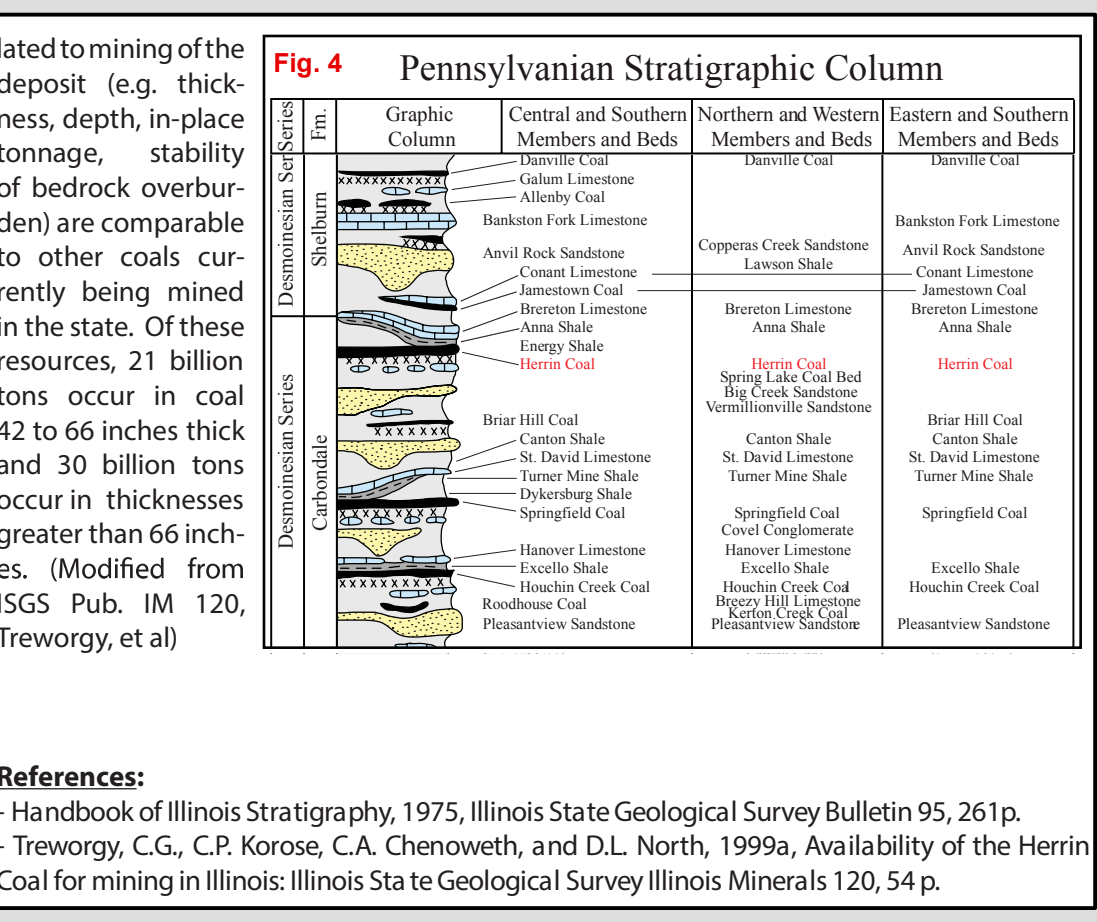 lated to mining of the
deposit (e.g. thick-
ness, depth, in-place
tonnage, stability
of bedrock overbur-
den) are comparable
to other coals cur-
rently being mined
in the state. Of these
resources, 21 billion
tons occur in coal
42 to 66 inches thick
and 30 billion tons
occur in thicknesses
greater than 66 inch-
es. (Modified from
ISGS Pub. IM 120,
Treworgy, et al)
Fig. 4
Pennsylvanian Stratigraphic Column
Series
Fm.
Graphic
Column
Central and Southern
Members and Beds
Northern and Western
Members and Beds
Eastern and Southern
Members and Beds
Desmoinesian Ser
Shelburn
Desmoinesian Series
Carbondale
Danville Coal
Galum Limestone
Allenby Coal
Bankston Fork Limestone
Anvil Rock Sandstone
Conant Limestone
Jamestown Coal
Brereton Limestone
Anna Shale
Energy Shale
Herrin Coal
Briar Hill Coal
Canton Shale
St. David Limestone
Turner Mine Shale
Dykersburg Shale
Springfield Coal
Hanover Limestone
Excello Shale
Houchin Creek Coal
Roodhouse Coal
Pleasantview Sandstone
Danville Coal
Copperas Creek Sandstone
Lawson Shale
Brereton Limestone
Anna Shale
Herrin Coal
Spring Lake Coal Bed
Big Creek Sandstone
Vermillionville Sandstone
Canton Shale
St. David Limestone
Turner Mine Shale
Springfield Coal
Covel Conglomerate
Hanover Limestone
Excello Shale
Houchin Creek Coal
Breezy Hill Limestone
Kerton Creek Coal
Pleasantview Sandstone
Danville Coal
Bankston Fork Limestone
Anvil Rock Sandstone
Conant Limestone
Jamestown Coal
Brereton Limestone
Anna Shale
Herrin Coal
Briar Hill Coal
Canton Shale
St. David Limestone
Turner Mine Shale
Springfield Coal
Excello Shale
Houchin Creek Coal
Pleasantview Sandstone
References:
- Handbook of Illinois Stratigraphy, 1975, Illinois State Geological Survey Bulletin 95, 261p.
- Treworgy, C.G., C.P. Korose, C.A. Chenoweth, and D.L. North, 1999a, Availability of the Herrin
Coal for mining in Illinois: Illinois State Geological Survey Illinois Minerals 120, 54 p.